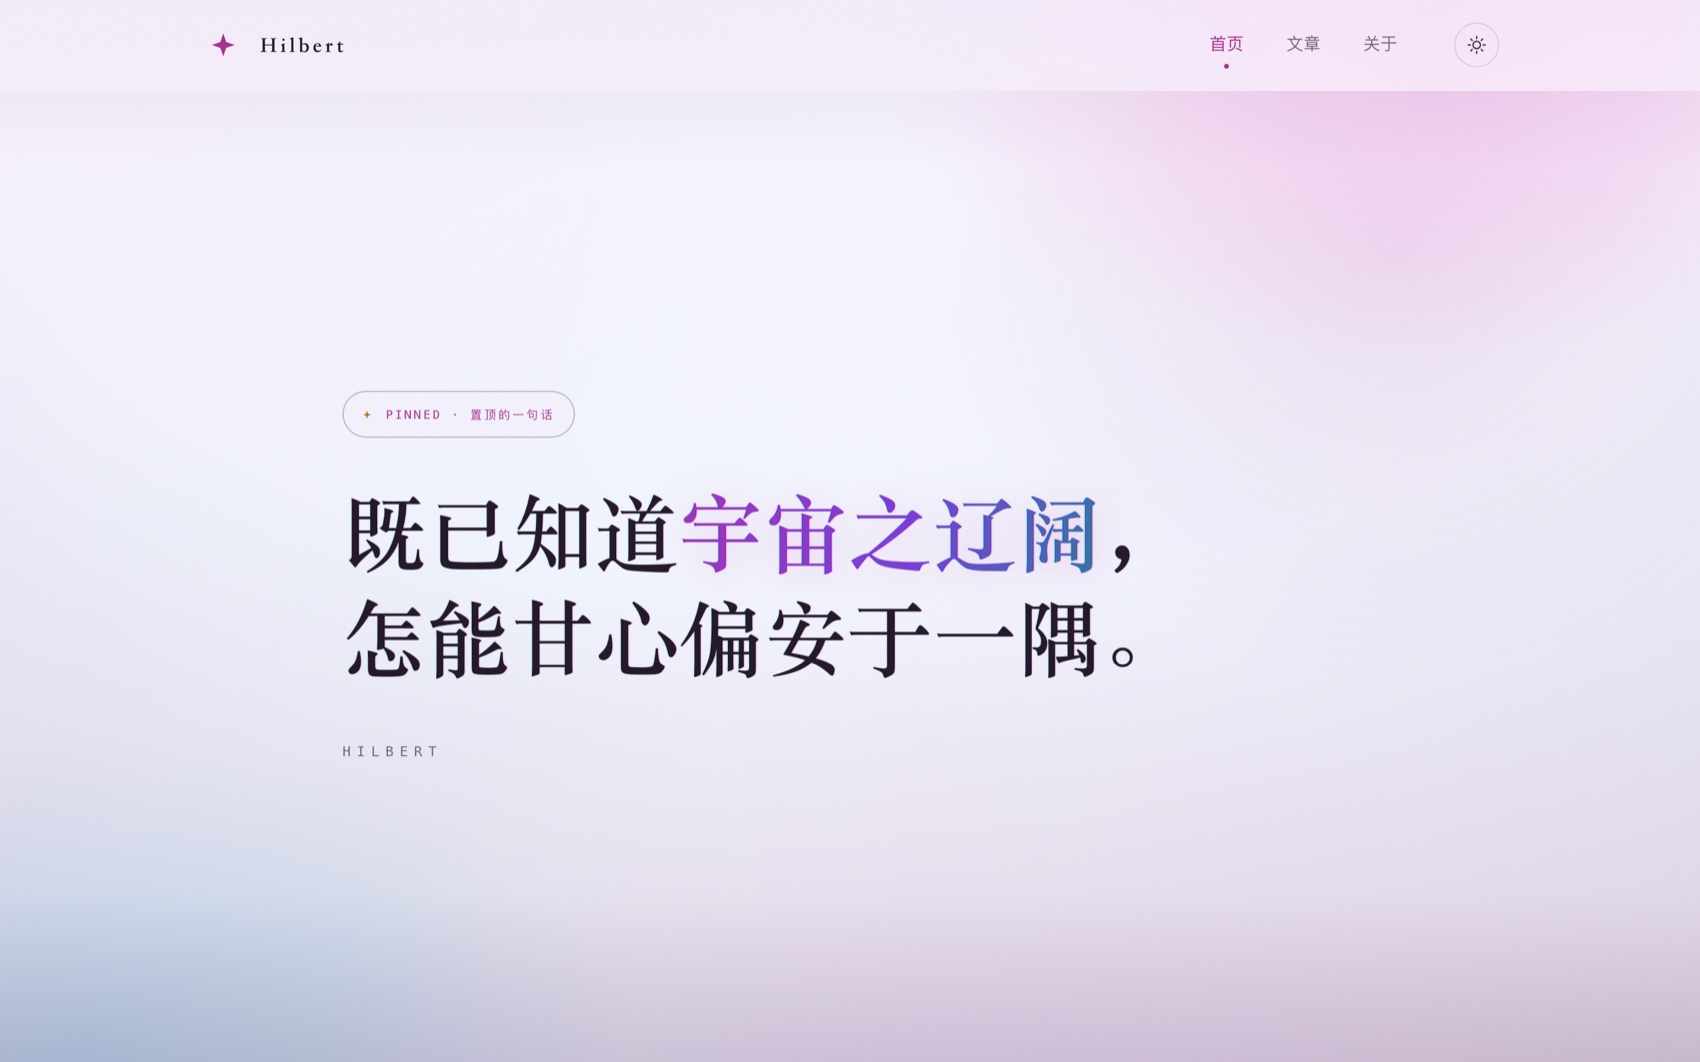 Hilbert
首页 文章 关于
PINNED · 置顶的一句话
既已知道宇宙之辽阔，
怎能甘心偏安于一隅。
HILBERT